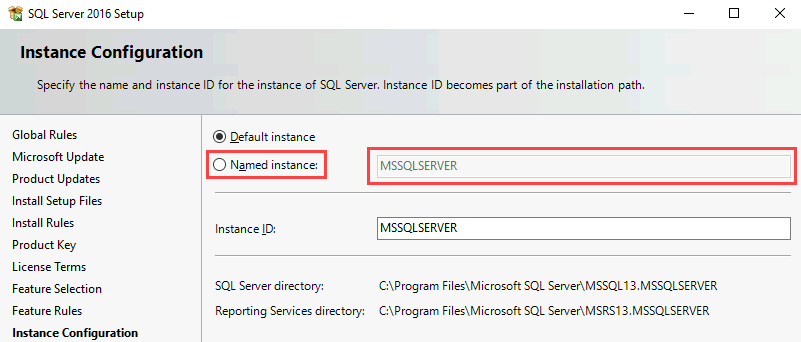 SQL Server 2016 Setup
Instance Configuration
Specify the name and instance ID for the instance of SQL Server. Instance ID becomes part of the installation path.
Global Rules
Microsoft Update
Product Updates
Install Setup Files
Install Rules
Product Key
License Terms
Feature Selection
Feature Rules
Instance Configuration
Default instance
Named instance: MSSQLSERVER
Instance ID: MSSQLSERVER
SQL Server directory: C:\Program Files\Microsoft SQL Server\MSSQL13.MSSQLSERVER
Reporting Services directory: C:\Program Files\Microsoft SQL Server\MSRS13.MSSQLSERVER